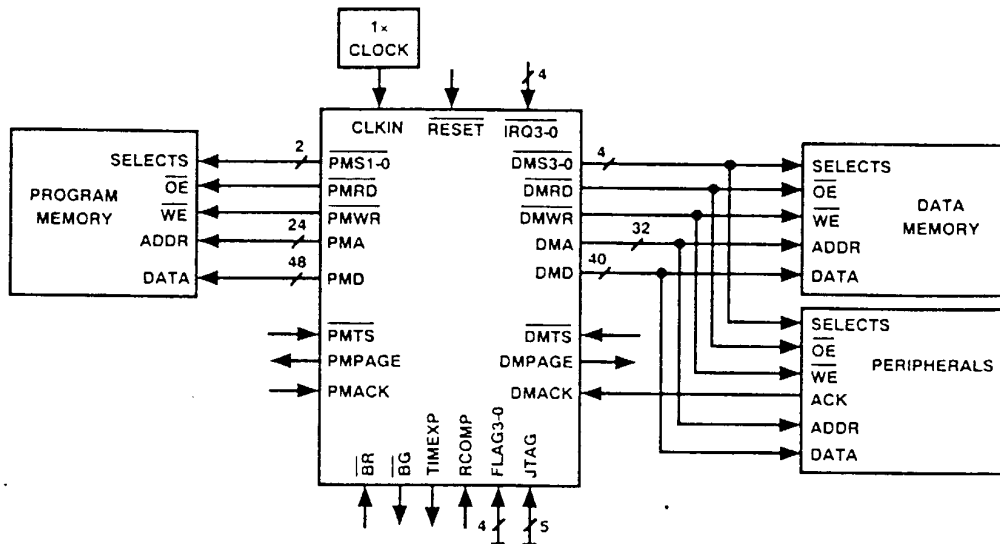 1×
CLOCK
4
CLKIN
RESET
IRQ3-0
SELECTS
2
PMS1-0
DMS3-0
4
SELECTS
OE
PMRD
DMRD
OE
PROGRAM
MEMORY
WE
PMWR
DMWR
WE
DATA
MEMORY
ADDR
24
PMA
DMA
32
ADDR
DATA
48
PMD
DMD
40
DATA
PMTS
DMTS
SELECTS
PMPAGE
DMPAGE
OE
PERIPHERALS
WE
PMACK
DMACK
ACK
ADDR
DATA
BR
BG
TIMEXP
RCOMP
FLAG3-0
JTAG
4
5